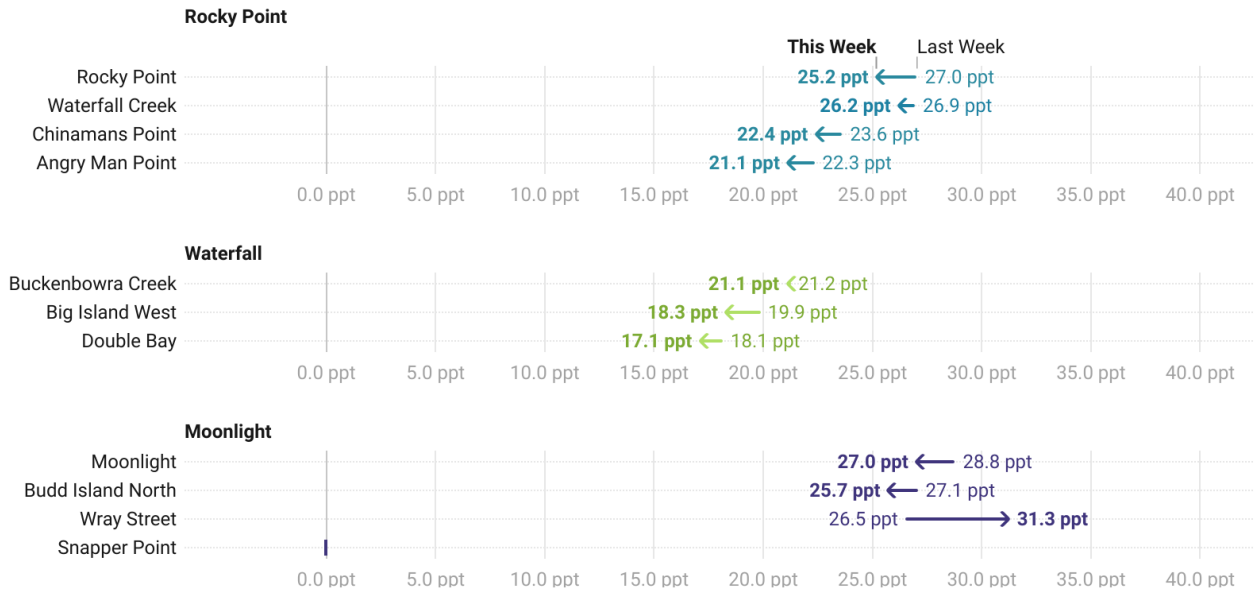 Rocky Point
This Week Last Week
Rocky Point 25.2 ppt 27.0 ppt
Waterfall Creek 26.2 ppt 26.9 ppt
Chinamans Point 22.4 ppt 23.6 ppt
Angry Man Point 21.1 ppt 22.3 ppt
0.0 ppt 5.0 ppt 10.0 ppt 15.0 ppt 20.0 ppt 25.0 ppt 30.0 ppt 35.0 ppt 40.0 ppt
Waterfall
Buckenbowra Creek 21.1 ppt 21.2 ppt
Big Island West 18.3 ppt 19.9 ppt
Double Bay 17.1 ppt 18.1 ppt
0.0 ppt 5.0 ppt 10.0 ppt 15.0 ppt 20.0 ppt 25.0 ppt 30.0 ppt 35.0 ppt 40.0 ppt
Moonlight
Moonlight 27.0 ppt 28.8 ppt
Budd Island North 25.7 ppt 27.1 ppt
Wray Street 26.5 ppt 31.3 ppt
Snapper Point
0.0 ppt 5.0 ppt 10.0 ppt 15.0 ppt 20.0 ppt 25.0 ppt 30.0 ppt 35.0 ppt 40.0 ppt